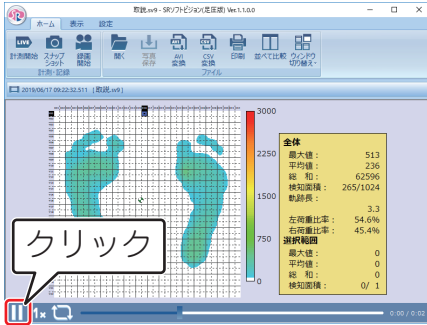 取説.sv9 - SRソフトビジョン(足圧版) Ver.1.1.0.0
ホーム 表示 設定
計測開始 スナップショット 録画開始 開く 写真保存 AVI変換 CSV変換 印刷 並べて比較 ウィンドウ切り替え
計測・記録 ファイル
2019/06/17 09:22:32.511 [取説.sv9]
3000
2250
1500
750
0
全体
最大値： 513
平均値： 236
総 和： 62596
検知面積： 265/1024
軌跡長：
3.3
左荷重比率： 54.6%
右荷重比率： 45.4%
選択範囲
最大値： 0
平均値： 0
総 和： 0
検知面積： 0/ 1
クリック
1x 0:00 / 0:02